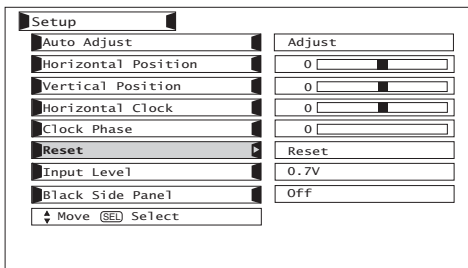 Setup
Auto Adjust Adjust
Horizontal Position 0
Vertical Position 0
Horizontal Clock 0
Clock Phase 0
Reset Reset
Input Level 0.7V
Black Side Panel Off
Move SEL Select